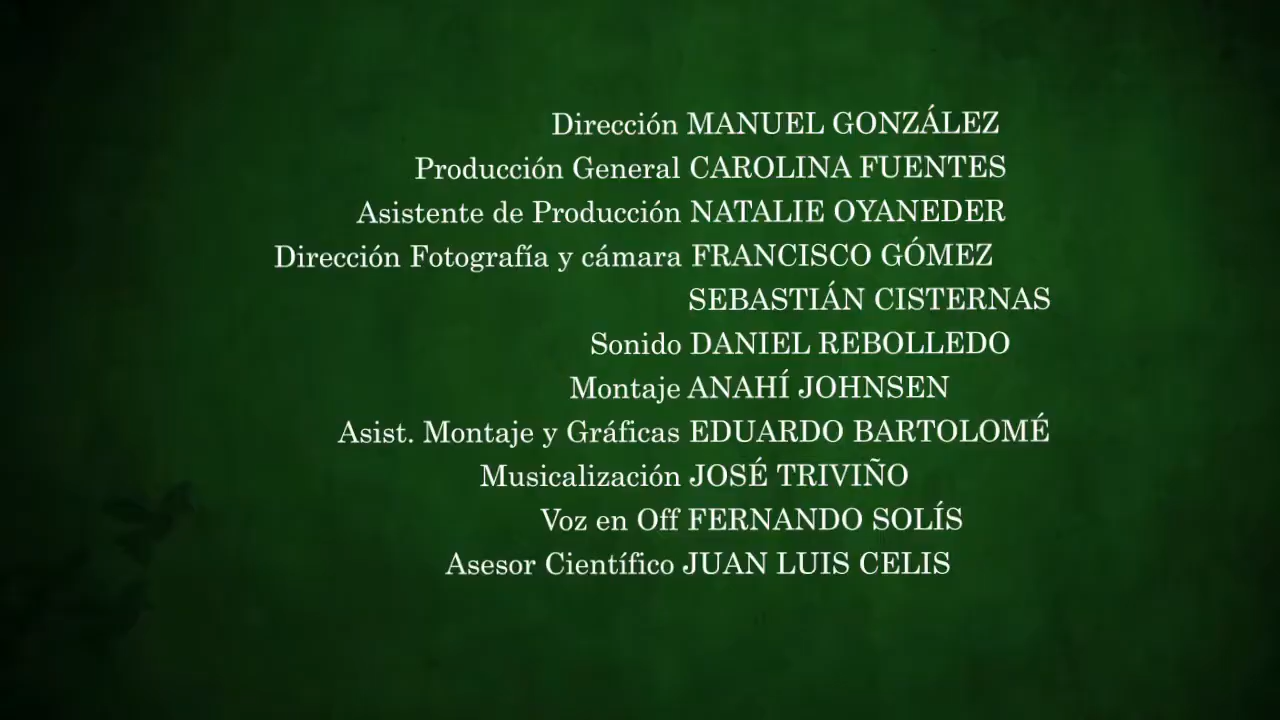 Dirección MANUEL GONZÁLEZ
Producción General CAROLINA FUENTES
Asistente de Producción NATALIE OYANEDER
Dirección Fotografía y cámara FRANCISCO GÓMEZ
SEBASTIÁN CISTERNAS
Sonido DANIEL REBOLLEDO
Montaje ANAHÍ JOHNSEN
Asist. Montaje y Gráficas EDUARDO BARTOLOMÉ
Musicalización JOSÉ TRIVIÑO
Voz en Off FERNANDO SOLÍS
Asesor Científico JUAN LUIS CELIS